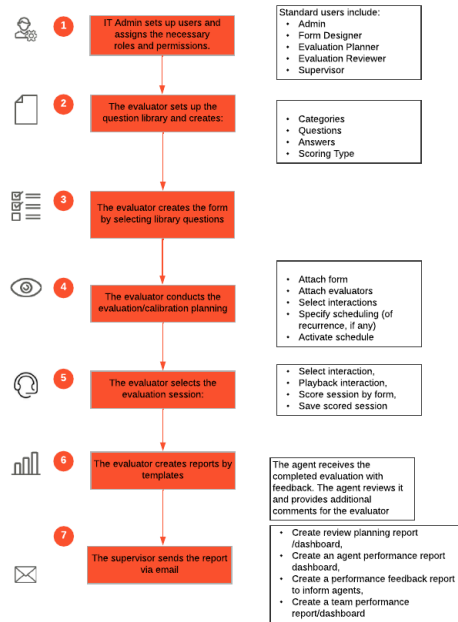 1
IT Admin sets up users and
assigns the necessary
roles and permissions.
Standard users include:
• Admin
• Form Designer
• Evaluation Planner
• Evaluation Reviewer
• Supervisor
2
The evaluator sets up the
question library and creates:
• Categories
• Questions
• Answers
• Scoring Type
3
The evaluator creates the form
by selecting library questions
4
The evaluator conducts the
evaluation/calibration planning
• Attach form
• Attach evaluators
• Select interactions
• Specify scheduling (of
recurrence, if any)
• Activate schedule
5
The evaluator selects the
evaluation session:
• Select interaction,
• Playback interaction,
• Score session by form,
• Save scored session
6
The evaluator creates reports by
templates
The agent receives the
completed evaluation with
feedback. The agent reviews it
and provides additional
comments for the evaluator
7
The supervisor sends the report
via email
• Create review planning report
/dashboard,
• Create an agent performance report
dashboard,
• Create a performance feedback report
to inform agents,
• Create a team performance
report/dashboard